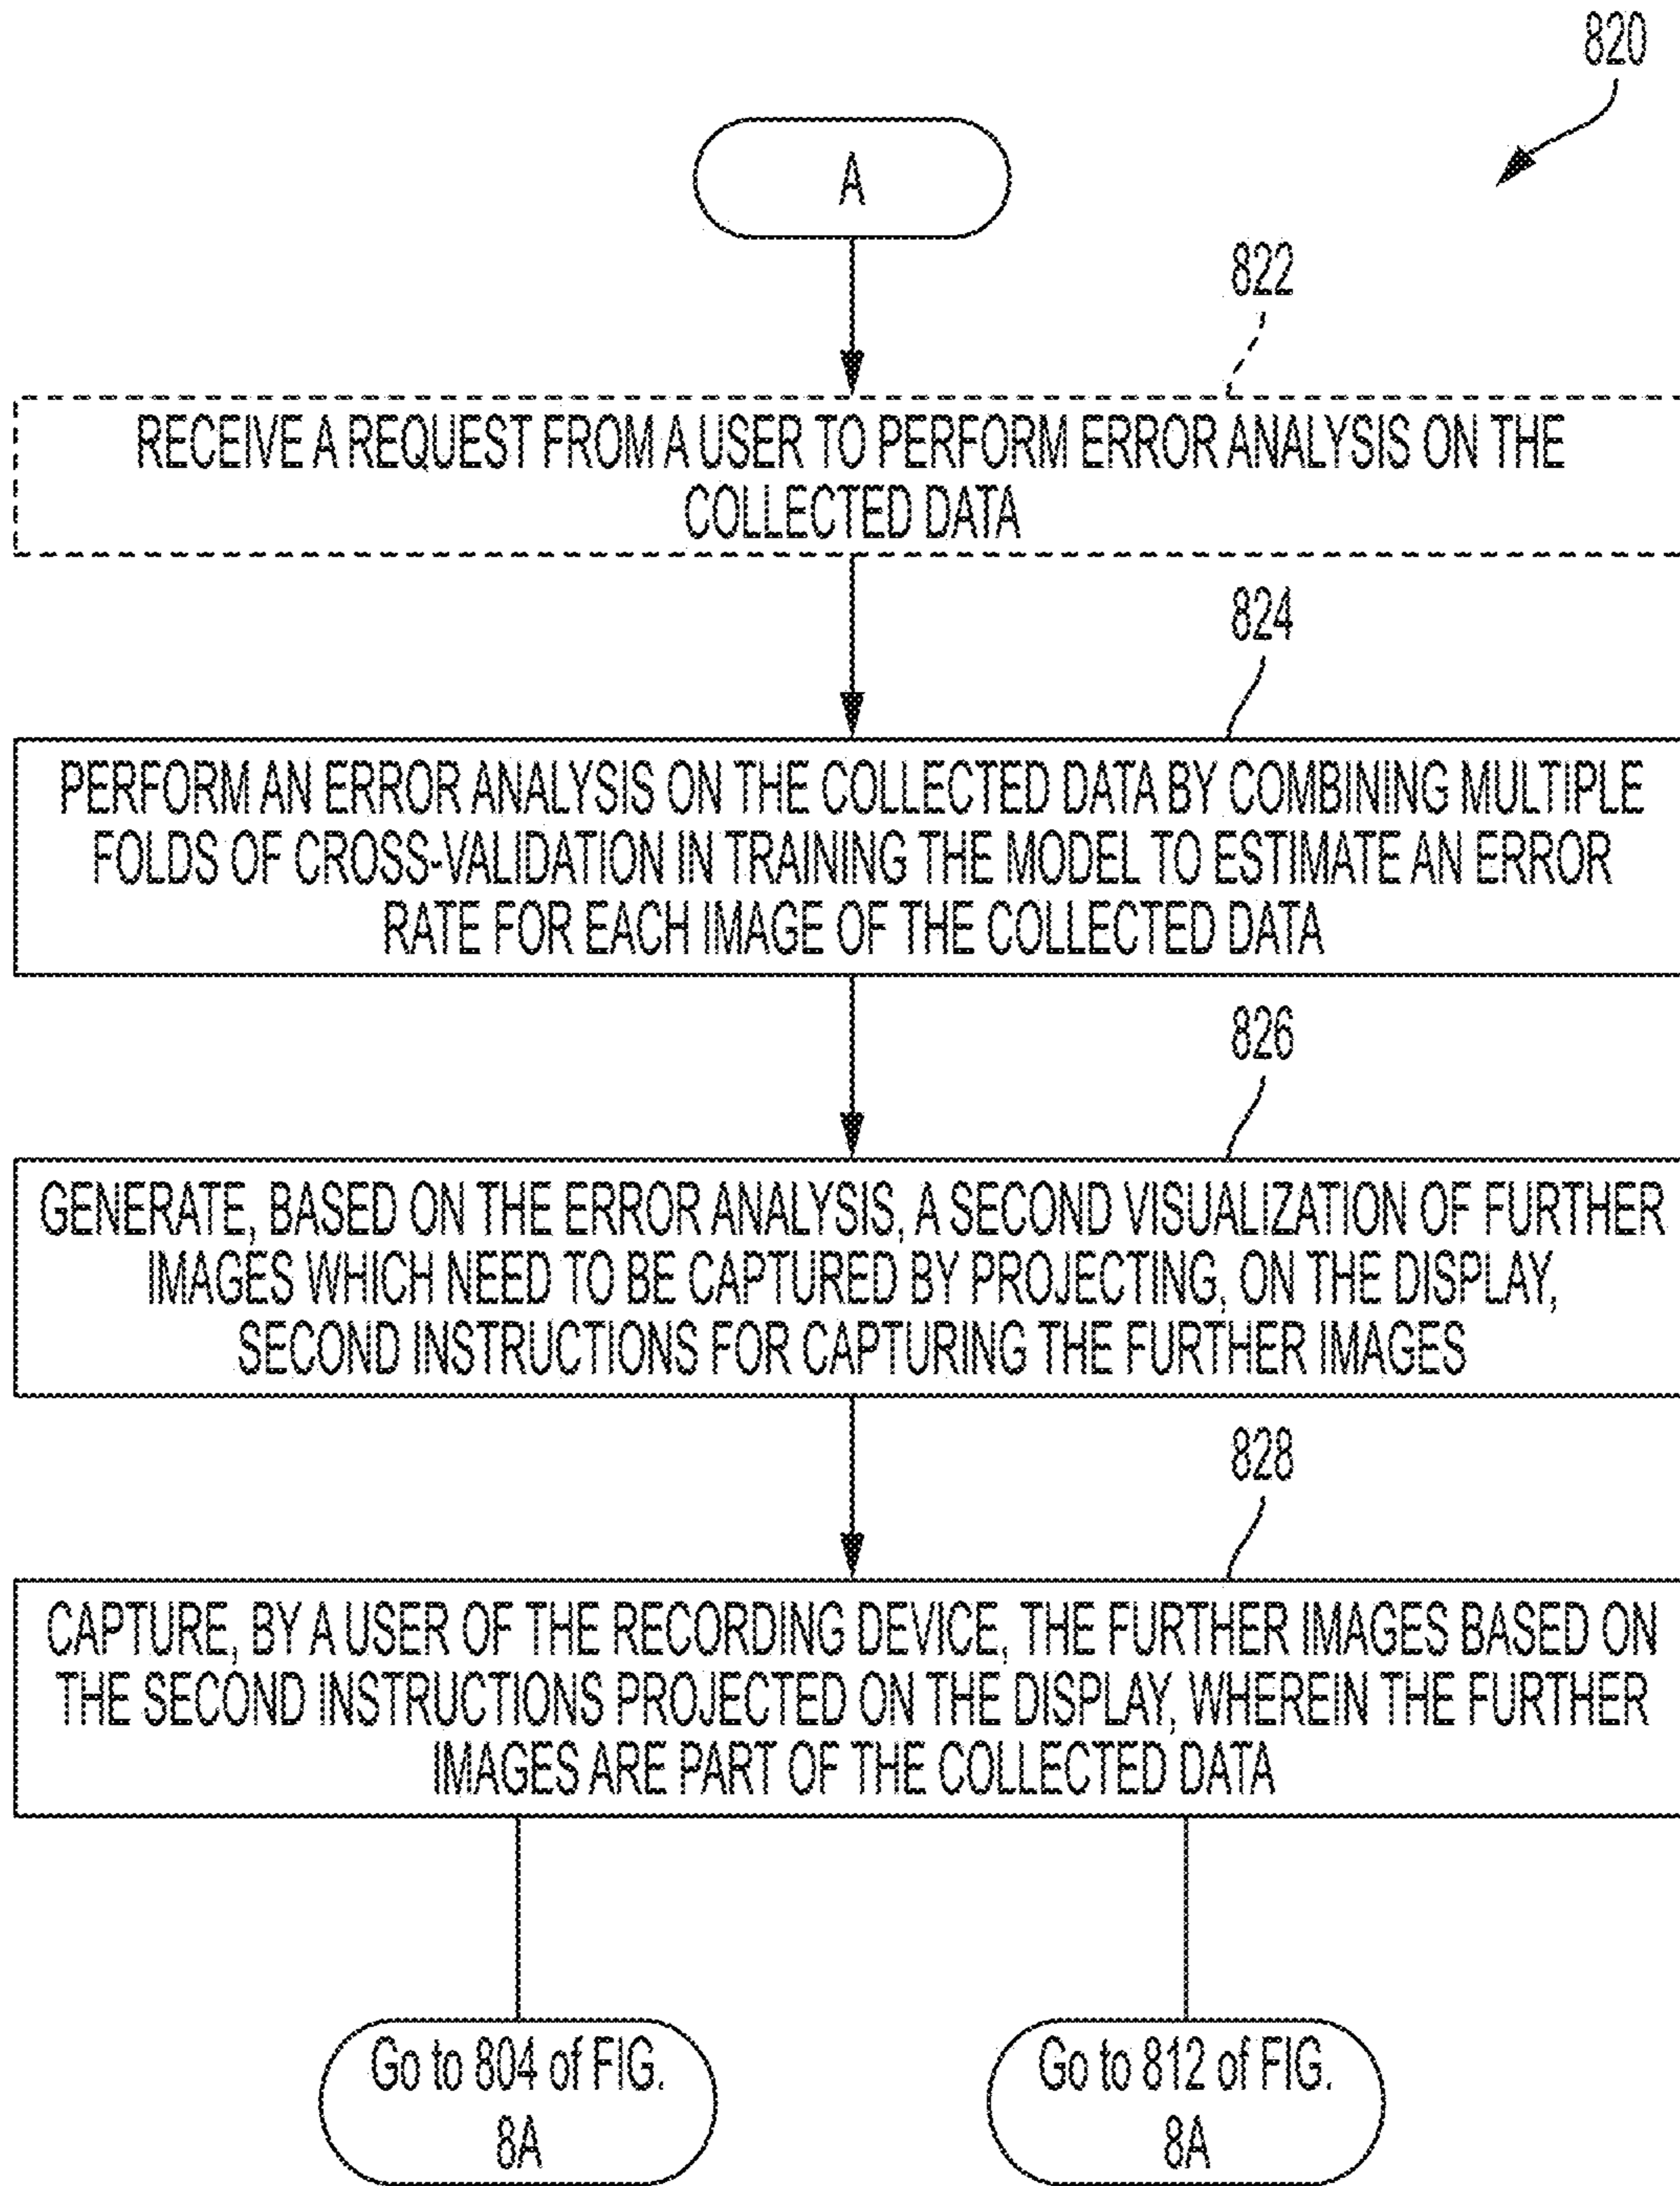 820
A
822
RECEIVE A REQUEST FROM A USER TO PERFORM ERROR ANALYSIS ON THE
COLLECTED DATA
824
PERFORM AN ERROR ANALYSIS ON THE COLLECTED DATA BY COMBINING MULTIPLE
FOLDS OF CROSS-VALIDATION IN TRAINING THE MODEL TO ESTIMATE AN ERROR
RATE FOR EACH IMAGE OF THE COLLECTED DATA
826
GENERATE, BASED ON THE ERROR ANALYSIS, A SECOND VISUALIZATION OF FURTHER
IMAGES WHICH NEED TO BE CAPTURED BY PROJECTING, ON THE DISPLAY,
SECOND INSTRUCTIONS FOR CAPTURING THE FURTHER IMAGES
828
CAPTURE, BY A USER OF THE RECORDING DEVICE, THE FURTHER IMAGES BASED ON
THE SECOND INSTRUCTIONS PROJECTED ON THE DISPLAY, WHEREIN THE FURTHER
IMAGES ARE PART OF THE COLLECTED DATA
Go to 804 of FIG.
8A
Go to 812 of FIG.
8A